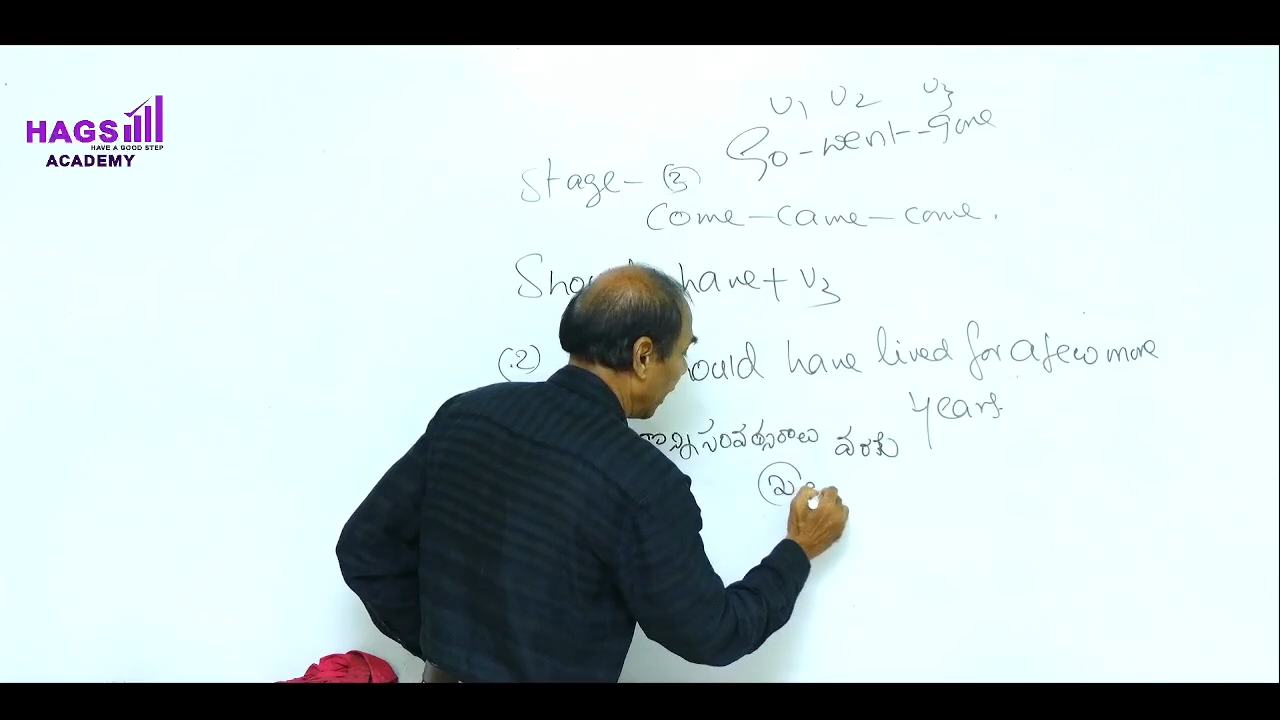 HAGS
HAVE A GOOD STEP
ACADEMY
V1 V2 V3
Go-went-gone
Stage-(3)
Come-came-come.
Shou have+V3
(.2) ould have lived for a few more
years
సంవత్సరాలు వరకు